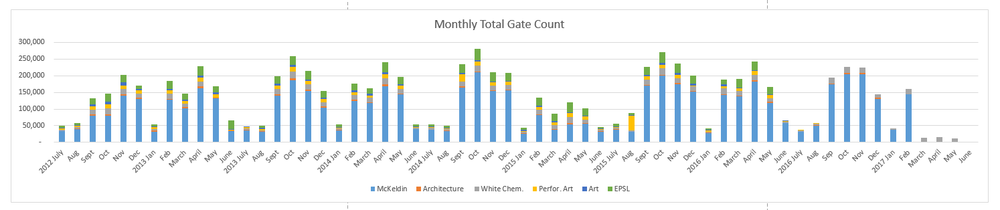 Monthly Total Gate Count
300,000
250,000
200,000
150,000
100,000
50,000
-
2012 July Aug Sept Oct Nov Dec 2013 Jan Feb March April May June 2013 July Aug Sept Oct Nov Dec 2014 Jan Feb March April May June 2014 July Aug Sept Oct Nov Dec 2015 Jan Feb March April May June 2015 July Aug Sept Oct Nov Dec 2016 Jan Feb March April May June 2016 July Aug Sep Oct Nov Dec 2017 Jan Feb March April May June
McKeldin Architecture White Chem. Perfor. Art Art EPSL